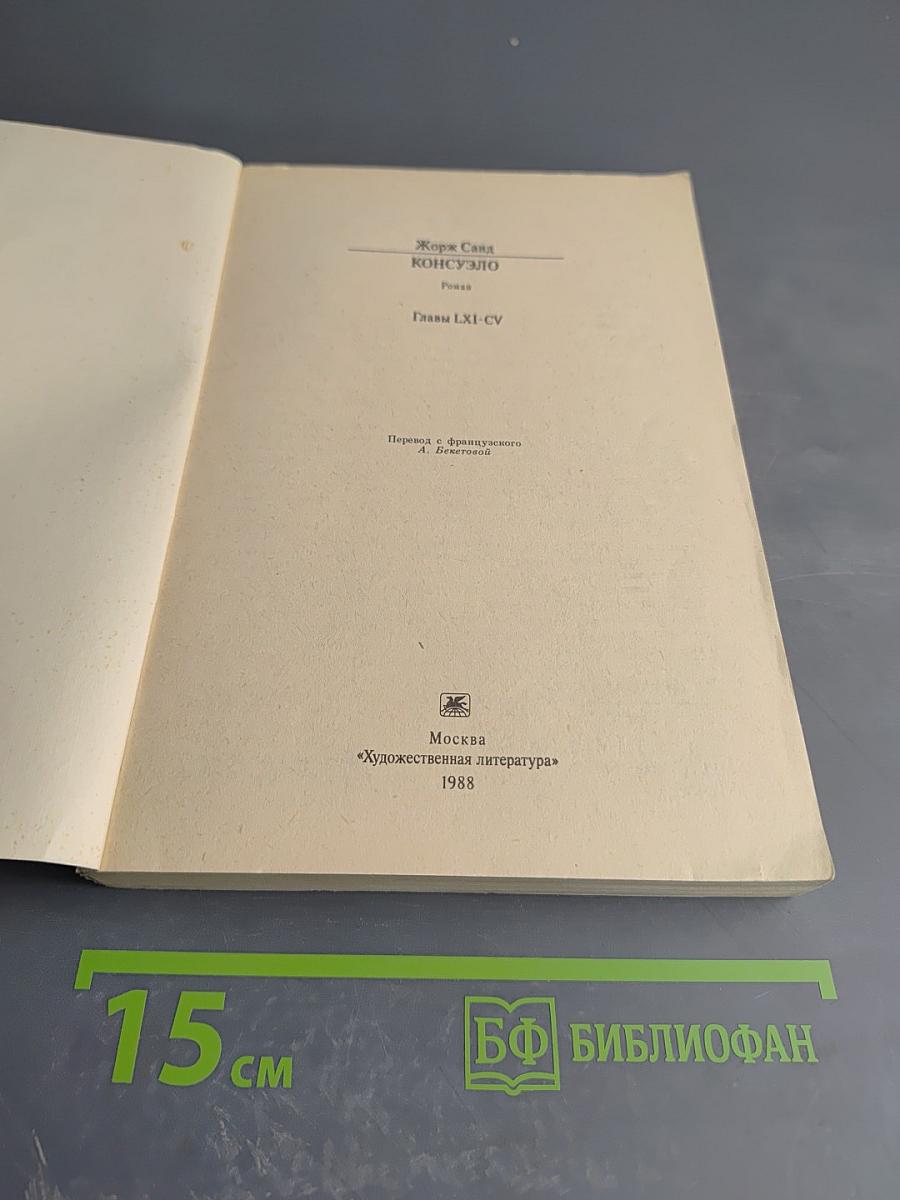 Жорж Санд
КОНСУЭЛО
Роман
Главы LXI-CV
Перевод с французского
А. Бекетовой
Москва
«Художественная литература»
1988
15 см
БФ БИБЛИОФАН